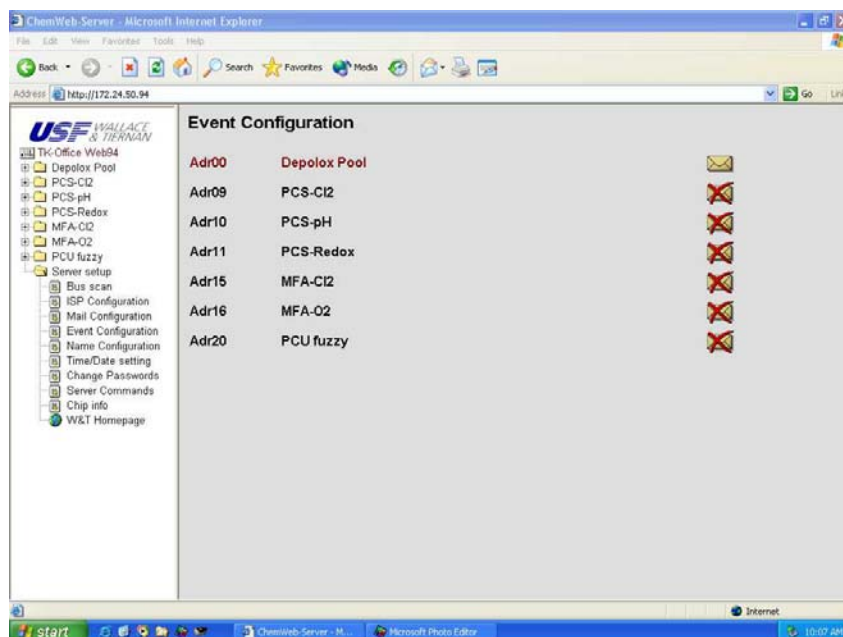 ChemWeb-Server - Microsoft Internet Explorer
File Edit View Favorites Tools Help
Back Search Favorites Media
Address http://172.24.50.94 Go
USF WALLACE & TIERNAN
TK-Office Web94
Depolox Pool
PCS-Cl2
PCS-pH
PCS-Redox
MFA-Cl2
MFA-O2
PCU fuzzy
Server setup
Bus scan
ISP Configuration
Mail Configuration
Event Configuration
Name Configuration
Time/Date setting
Change Passwords
Server Commands
Chip info
W&T Homepage
Event Configuration
Adr00 Depolox Pool
Adr09 PCS-Cl2
Adr10 PCS-pH
Adr11 PCS-Redox
Adr15 MFA-Cl2
Adr16 MFA-O2
Adr20 PCU fuzzy
Internet
start ChemWeb-Server - M... Microsoft Photo Editor 10:07 AM